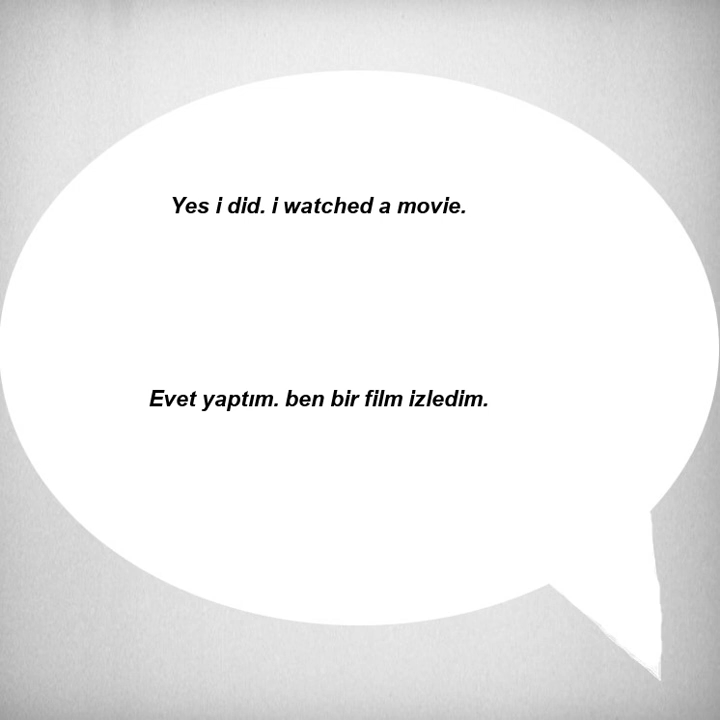 Yes i did. i watched a movie.
Evet yaptım. ben bir film izledim.